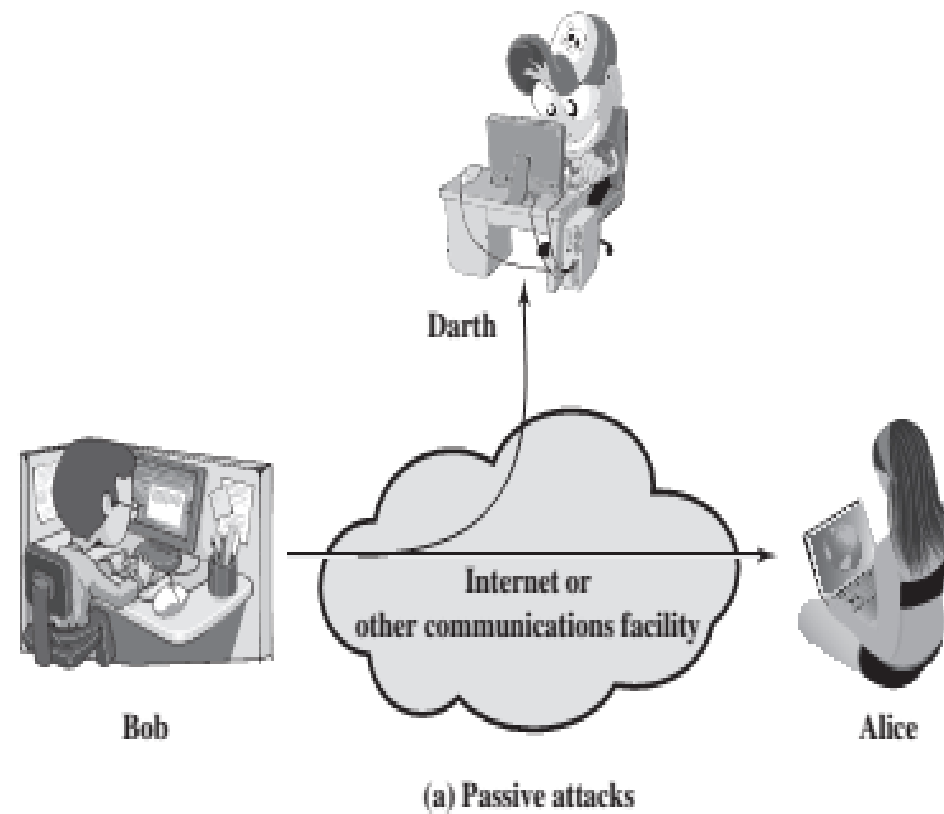 Darth
Internet or
other communications facility
Bob
Alice
(a) Passive attacks